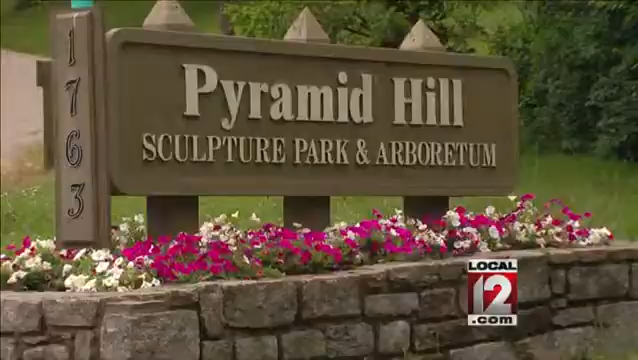 1763
Pyramid Hill
SCULPTURE PARK & ARBORETUM
LOCAL
12
.COM